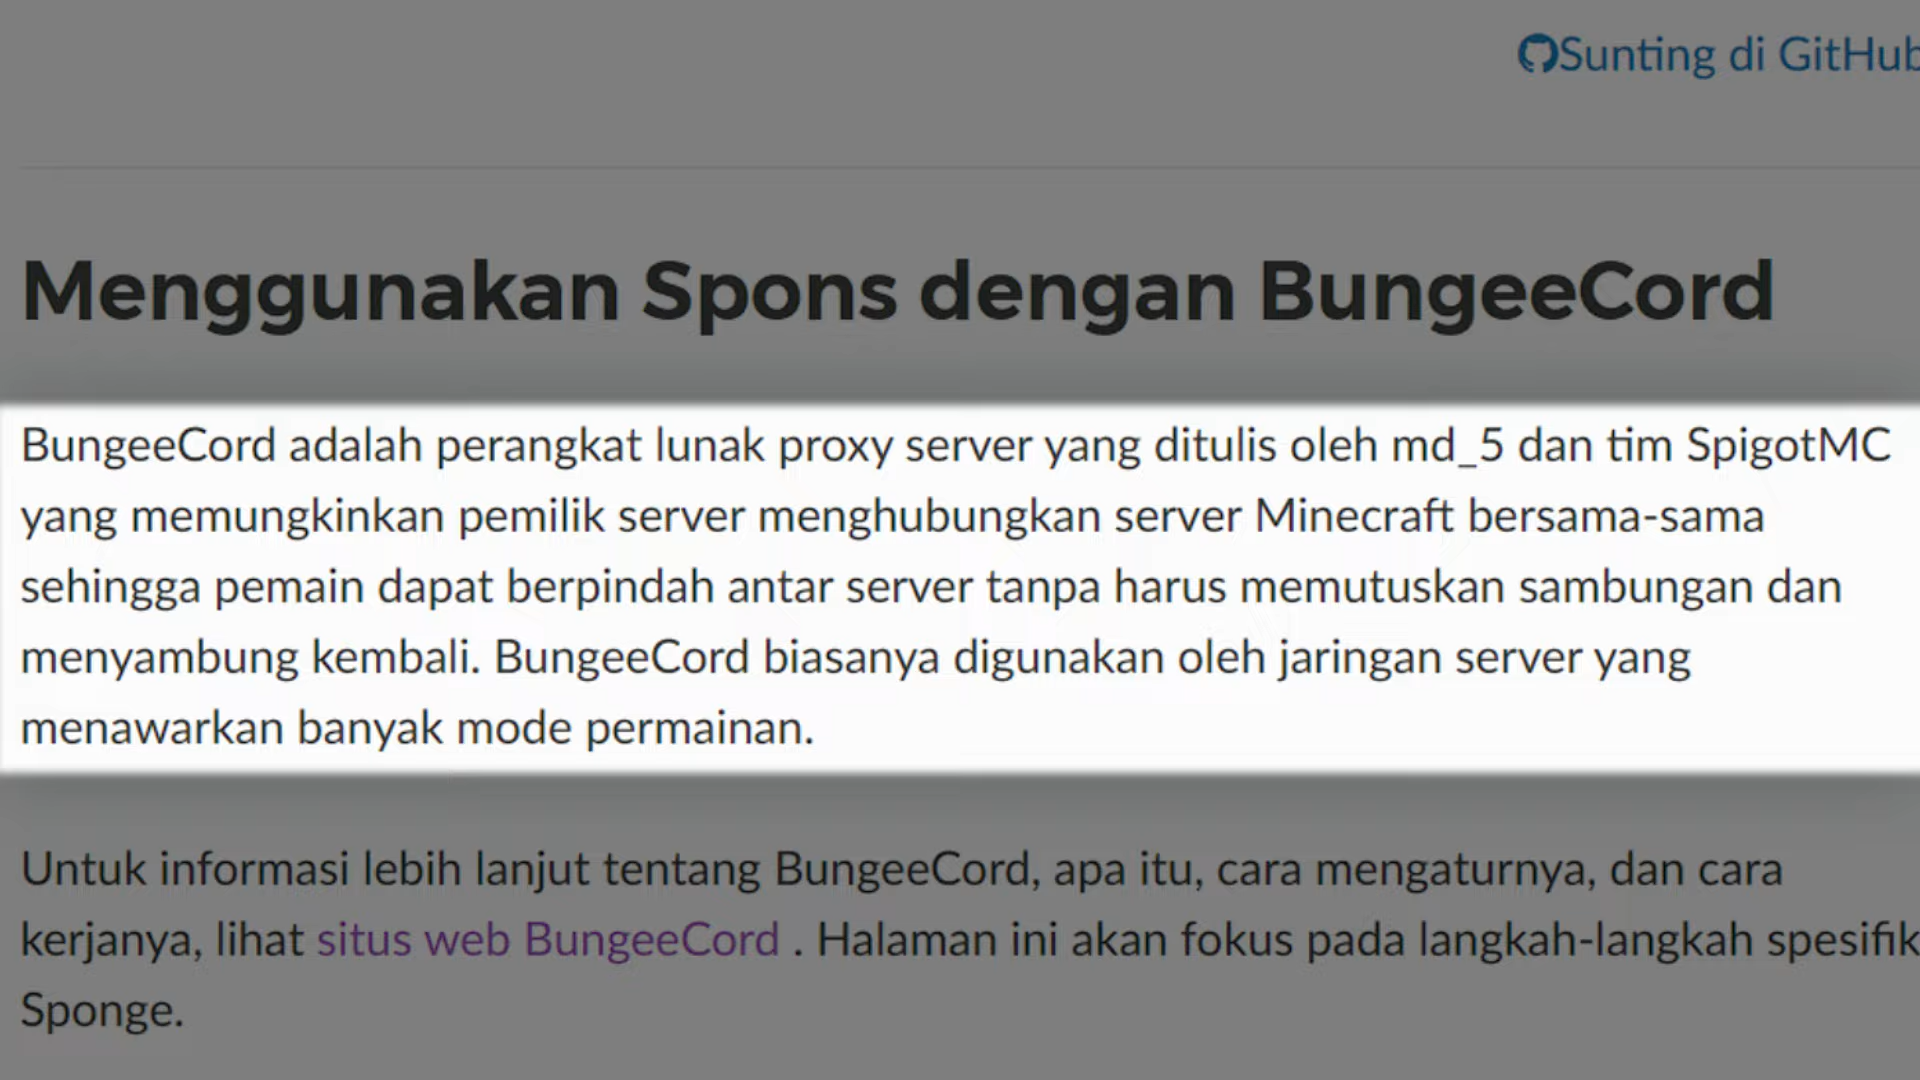 Sunting di GitHub
Menggunakan Spons dengan BungeeCord
BungeeCord adalah perangkat lunak proxy server yang ditulis oleh md_5 dan tim SpigotMC
yang memungkinkan pemilik server menghubungkan server Minecraft bersama-sama
sehingga pemain dapat berpindah antar server tanpa harus memutuskan sambungan dan
menyambung kembali. BungeeCord biasanya digunakan oleh jaringan server yang
menawarkan banyak mode permainan.
Untuk informasi lebih lanjut tentang BungeeCord, apa itu, cara mengaturnya, dan cara
kerjanya, lihat situs web BungeeCord . Halaman ini akan fokus pada langkah-langkah spesifik
Sponge.